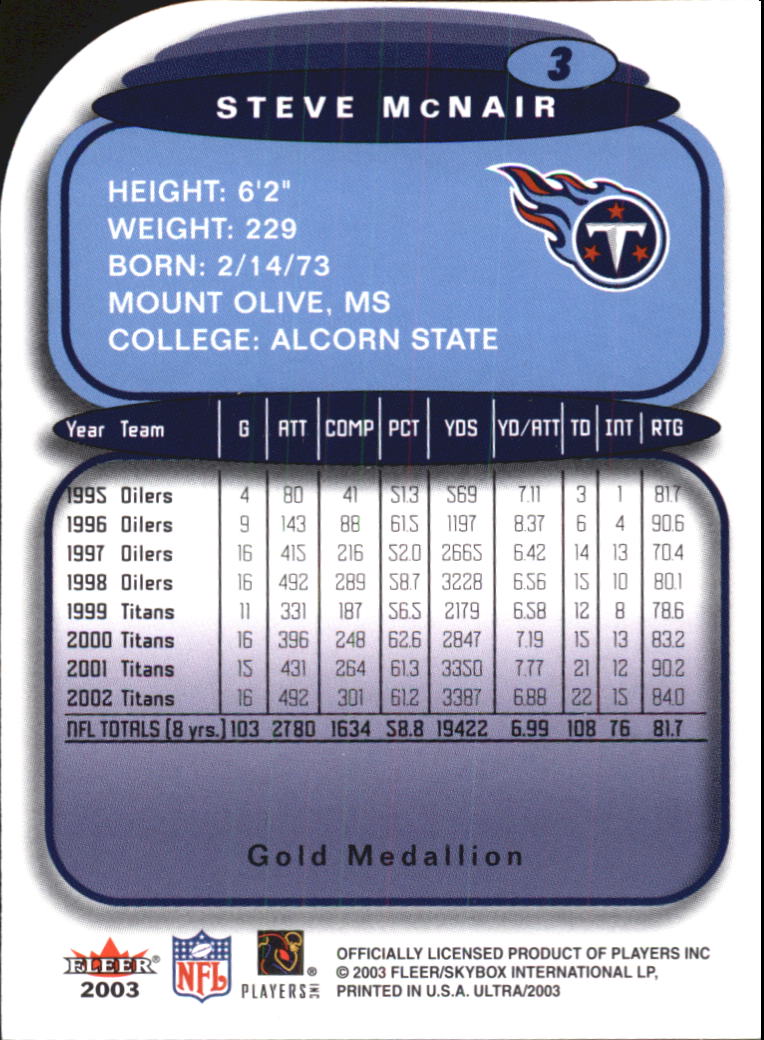 3
STEVE McNAIR
HEIGHT: 6'2"
WEIGHT: 229
BORN: 2/14/73
MOUNT OLIVE, MS
COLLEGE: ALCORN STATE
T
Year Team G ATT COMP PCT YDS YD/ATT TD INT RTG
1995 Oilers 4 80 41 51.3 569 7.11 3 1 81.7
1996 Oilers 9 143 88 61.5 1197 8.37 6 4 90.6
1997 Oilers 16 415 216 52.0 2665 6.42 14 13 70.4
1998 Oilers 16 492 289 58.7 3228 6.56 15 10 80.1
1999 Titans 11 331 187 56.5 2179 6.58 12 8 78.6
2000 Titans 16 396 248 62.6 2847 7.19 15 13 83.2
2001 Titans 15 431 264 61.3 3350 7.77 21 12 90.2
2002 Titans 16 492 301 61.2 3387 6.88 22 15 84.0
NFL TOTALS (8 yrs.) 103 2780 1634 58.8 19422 6.99 108 76 81.7
Gold Medallion
FLEER®
2003
NFL
PLAYERS INC ®
OFFICIALLY LICENSED PRODUCT OF PLAYERS INC
© 2003 FLEER/SKYBOX INTERNATIONAL LP,
PRINTED IN U.S.A. ULTRA/2003